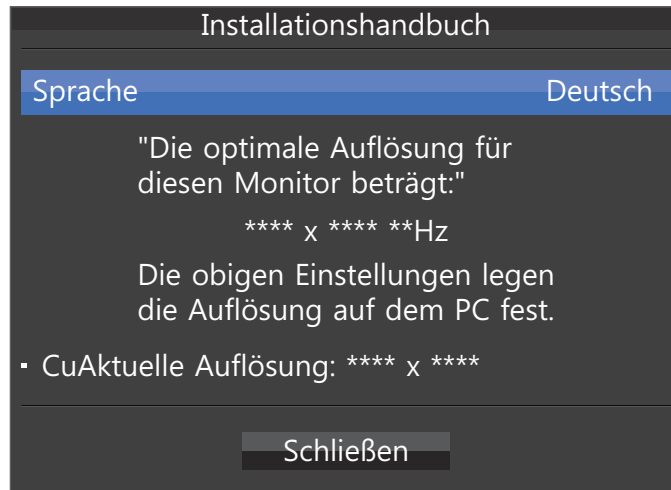 Installationshandbuch
Sprache Deutsch
"Die optimale Auflösung für
diesen Monitor beträgt:"
**** x **** **Hz
Die obigen Einstellungen legen
die Auflösung auf dem PC fest.
CuAktuelle Auflösung: **** x ****
Schließen